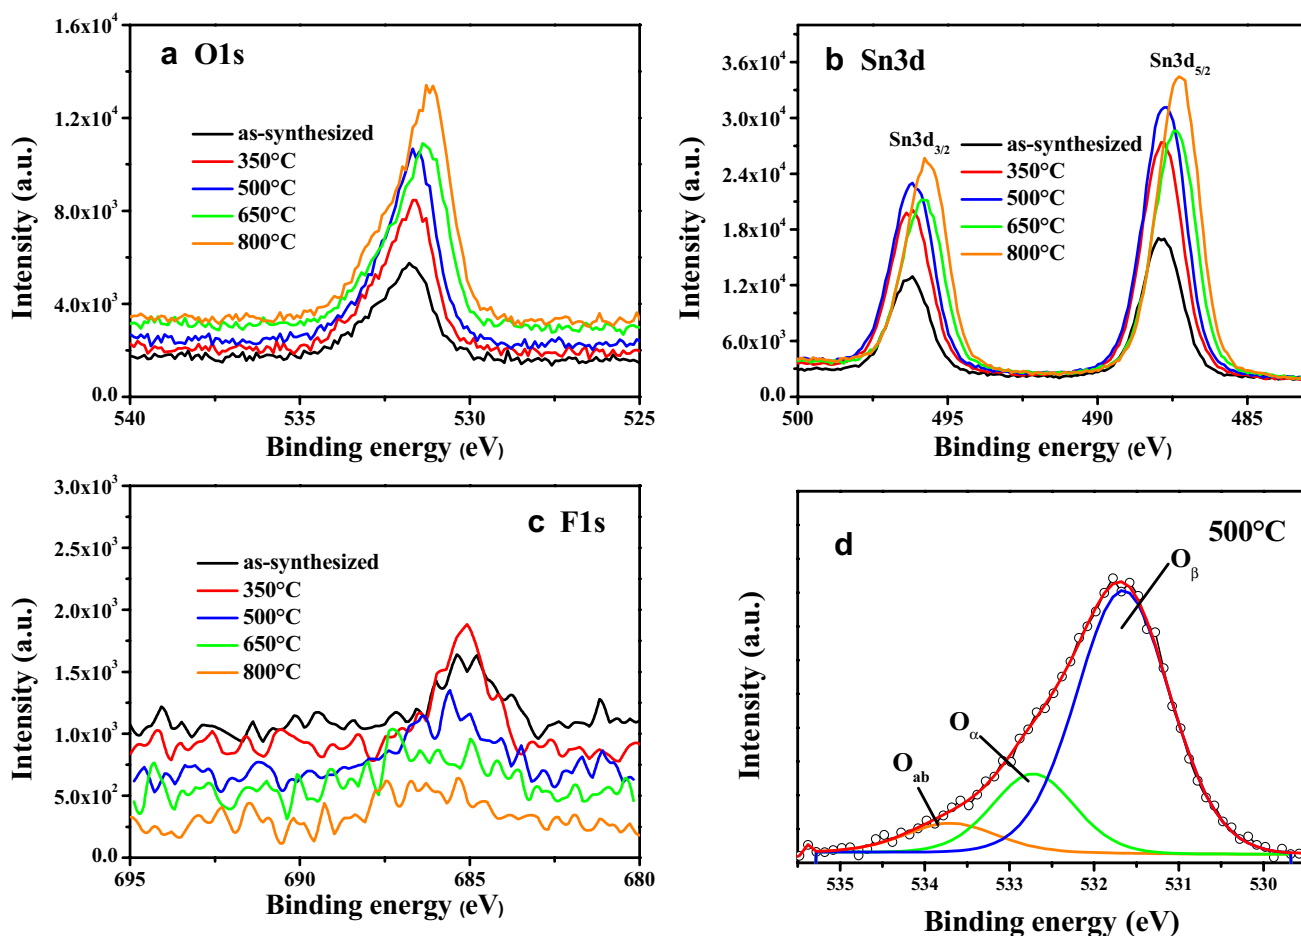 a O1s
Intensity (a.u.)
1.6x10⁴
1.2x10⁴
8.0x10³
4.0x10³
0.0
as-synthesized
350°C
500°C
650°C
800°C
540 535 530 525
Binding energy (eV)
b Sn3d
Intensity (a.u.)
3.6x10⁴
3.0x10⁴
2.4x10⁴
1.8x10⁴
1.2x10⁴
6.0x10³
0.0
Sn3d₃/₂
Sn3d₅/₂
as-synthesized
350°C
500°C
650°C
800°C
500 495 490 485
Binding energy (eV)
c F1s
Intensity (a.u.)
3.0x10³
2.5x10³
2.0x10³
1.5x10³
1.0x10³
5.0x10²
0.0
as-synthesized
350°C
500°C
650°C
800°C
695 690 685 680
Binding energy (eV)
d 500°C
Intensity (a.u.)
Oβ
Oα
Oab
535 534 533 532 531 530
Binding energy (eV)